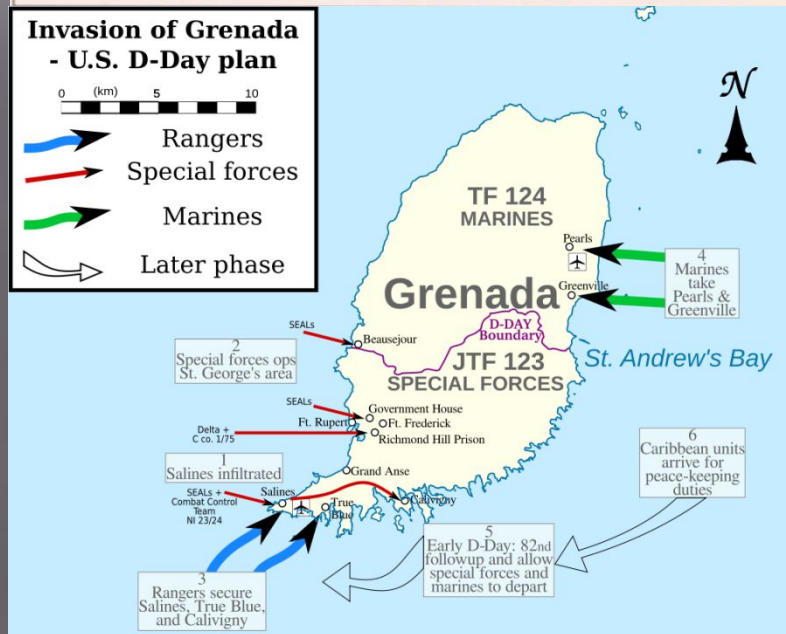 Invasion of Grenada
- U.S. D-Day plan
0 (km) 5 10
Rangers
Special forces
Marines
Later phase
N
TF 124
MARINES
Pearls
4
Marines
take
Pearls &
Greenville
Grenada
Greenville
D-DAY
Boundary
SEALs
Beausejour
2
Special forces ops
St. George's area
JTF 123
SPECIAL FORCES
St. Andrew's Bay
SEALs
Government House
Ft. Rupert
Ft. Frederick
Delta +
C co. 1/75
Richmond Hill Prison
6
Caribbean units
arrive for
peace-keeping
duties
1
Salines infiltrated
Grand Anse
SEALs +
Combat Control
Team
NI 23/24
Salines
True
Blue
Calivigny
5
Early D-Day: 82nd
followup and allow
special forces and
marines to depart
3
Rangers secure
Salines, True Blue,
and Calivigny